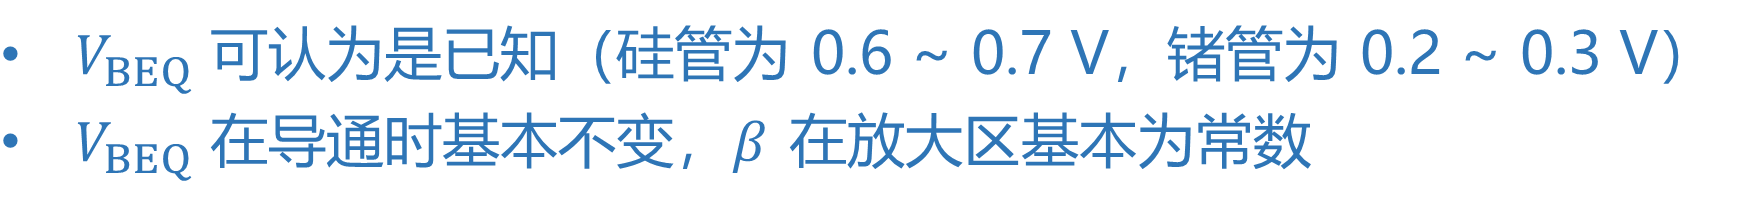 • V_BEQ 可认为是已知（硅管为 0.6 ~ 0.7 V，锗管为 0.2 ~ 0.3 V）
• V_BEQ 在导通时基本不变，β 在放大区基本为常数